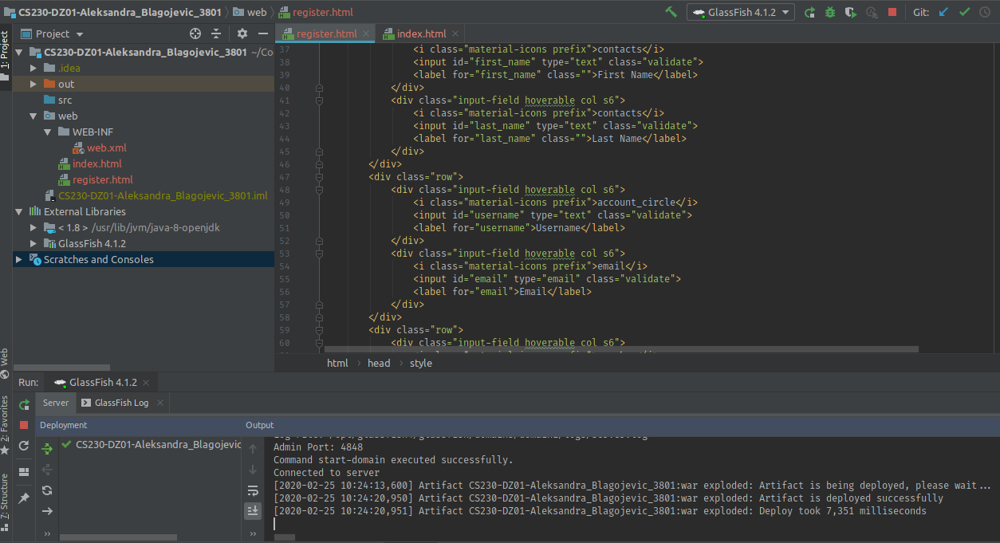 CS230-DZ01-Aleksandra_Blagojevic_3801 web register.html GlassFish 4.1.2 Git:
1: Project
Project
register.html index.html
CS230-DZ01-Aleksandra_Blagojevic_3801 ~/Co
.idea
out
src
web
WEB-INF
web.xml
index.html
register.html
CS230-DZ01-Aleksandra_Blagojevic_3801.iml
External Libraries
< 1.8 > /usr/lib/jvm/java-8-openjdk
GlassFish 4.1.2
Scratches and Consoles
37 <i class="material-icons prefix">contacts</i>
38 <input id="first_name" type="text" class="validate">
39 <label for="first_name" class="">First Name</label>
40 </div>
41 <div class="input-field hoverable col s6">
42 <i class="material-icons prefix">contacts</i>
43 <input id="last_name" type="text" class="validate">
44 <label for="last_name" class="">Last Name</label>
45 </div>
46 </div>
47 <div class="row">
48 <div class="input-field hoverable col s6">
49 <i class="material-icons prefix">account_circle</i>
50 <input id="username" type="text" class="validate">
51 <label for="username">Username</label>
52 </div>
53 <div class="input-field hoverable col s6">
54 <i class="material-icons prefix">email</i>
55 <input id="email" type="email" class="validate">
56 <label for="email">Email</label>
57 </div>
58 </div>
59 <div class="row">
60 <div class="input-field hoverable col s6">
html head style
Web
2: Favorites
7: Structure
Run: GlassFish 4.1.2
Server GlassFish Log
Deployment Output
CS230-DZ01-Aleksandra_Blagojevic
Admin Port: 4848
Command start-domain executed successfully.
Connected to server
[2020-02-25 10:24:13,600] Artifact CS230-DZ01-Aleksandra_Blagojevic_3801:war exploded: Artifact is being deployed, please wait...
[2020-02-25 10:24:20,950] Artifact CS230-DZ01-Aleksandra_Blagojevic_3801:war exploded: Artifact is deployed successfully
[2020-02-25 10:24:20,951] Artifact CS230-DZ01-Aleksandra_Blagojevic_3801:war exploded: Deploy took 7,351 milliseconds